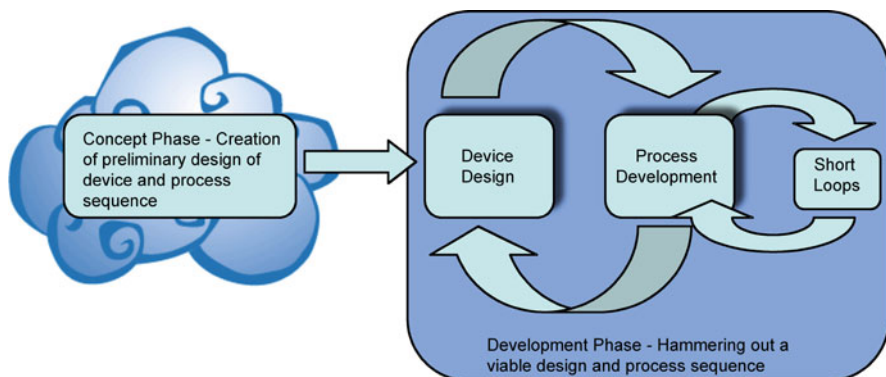 Concept Phase - Creation
of preliminary design of
device and process
sequence
Device
Design
Process
Development
Short
Loops
Development Phase - Hammering out a
viable design and process sequence